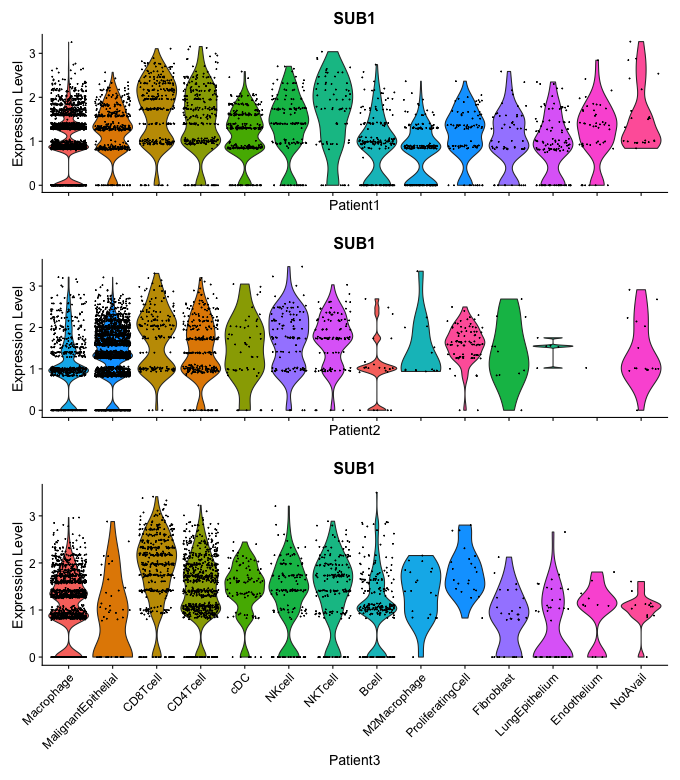 SUB1
Expression Level
3
2
1
0
Patient1
SUB1
Expression Level
3
2
1
0
Patient2
SUB1
Expression Level
3
2
1
0
Macrophage
MalignantEpithelial
CD8Tcell
CD4Tcell
cDC
NKcell
NKTcell
Bcell
M2Macrophage
ProliferatingCell
Fibroblast
LungEpithelium
Endothelium
NotAvail
Patient3